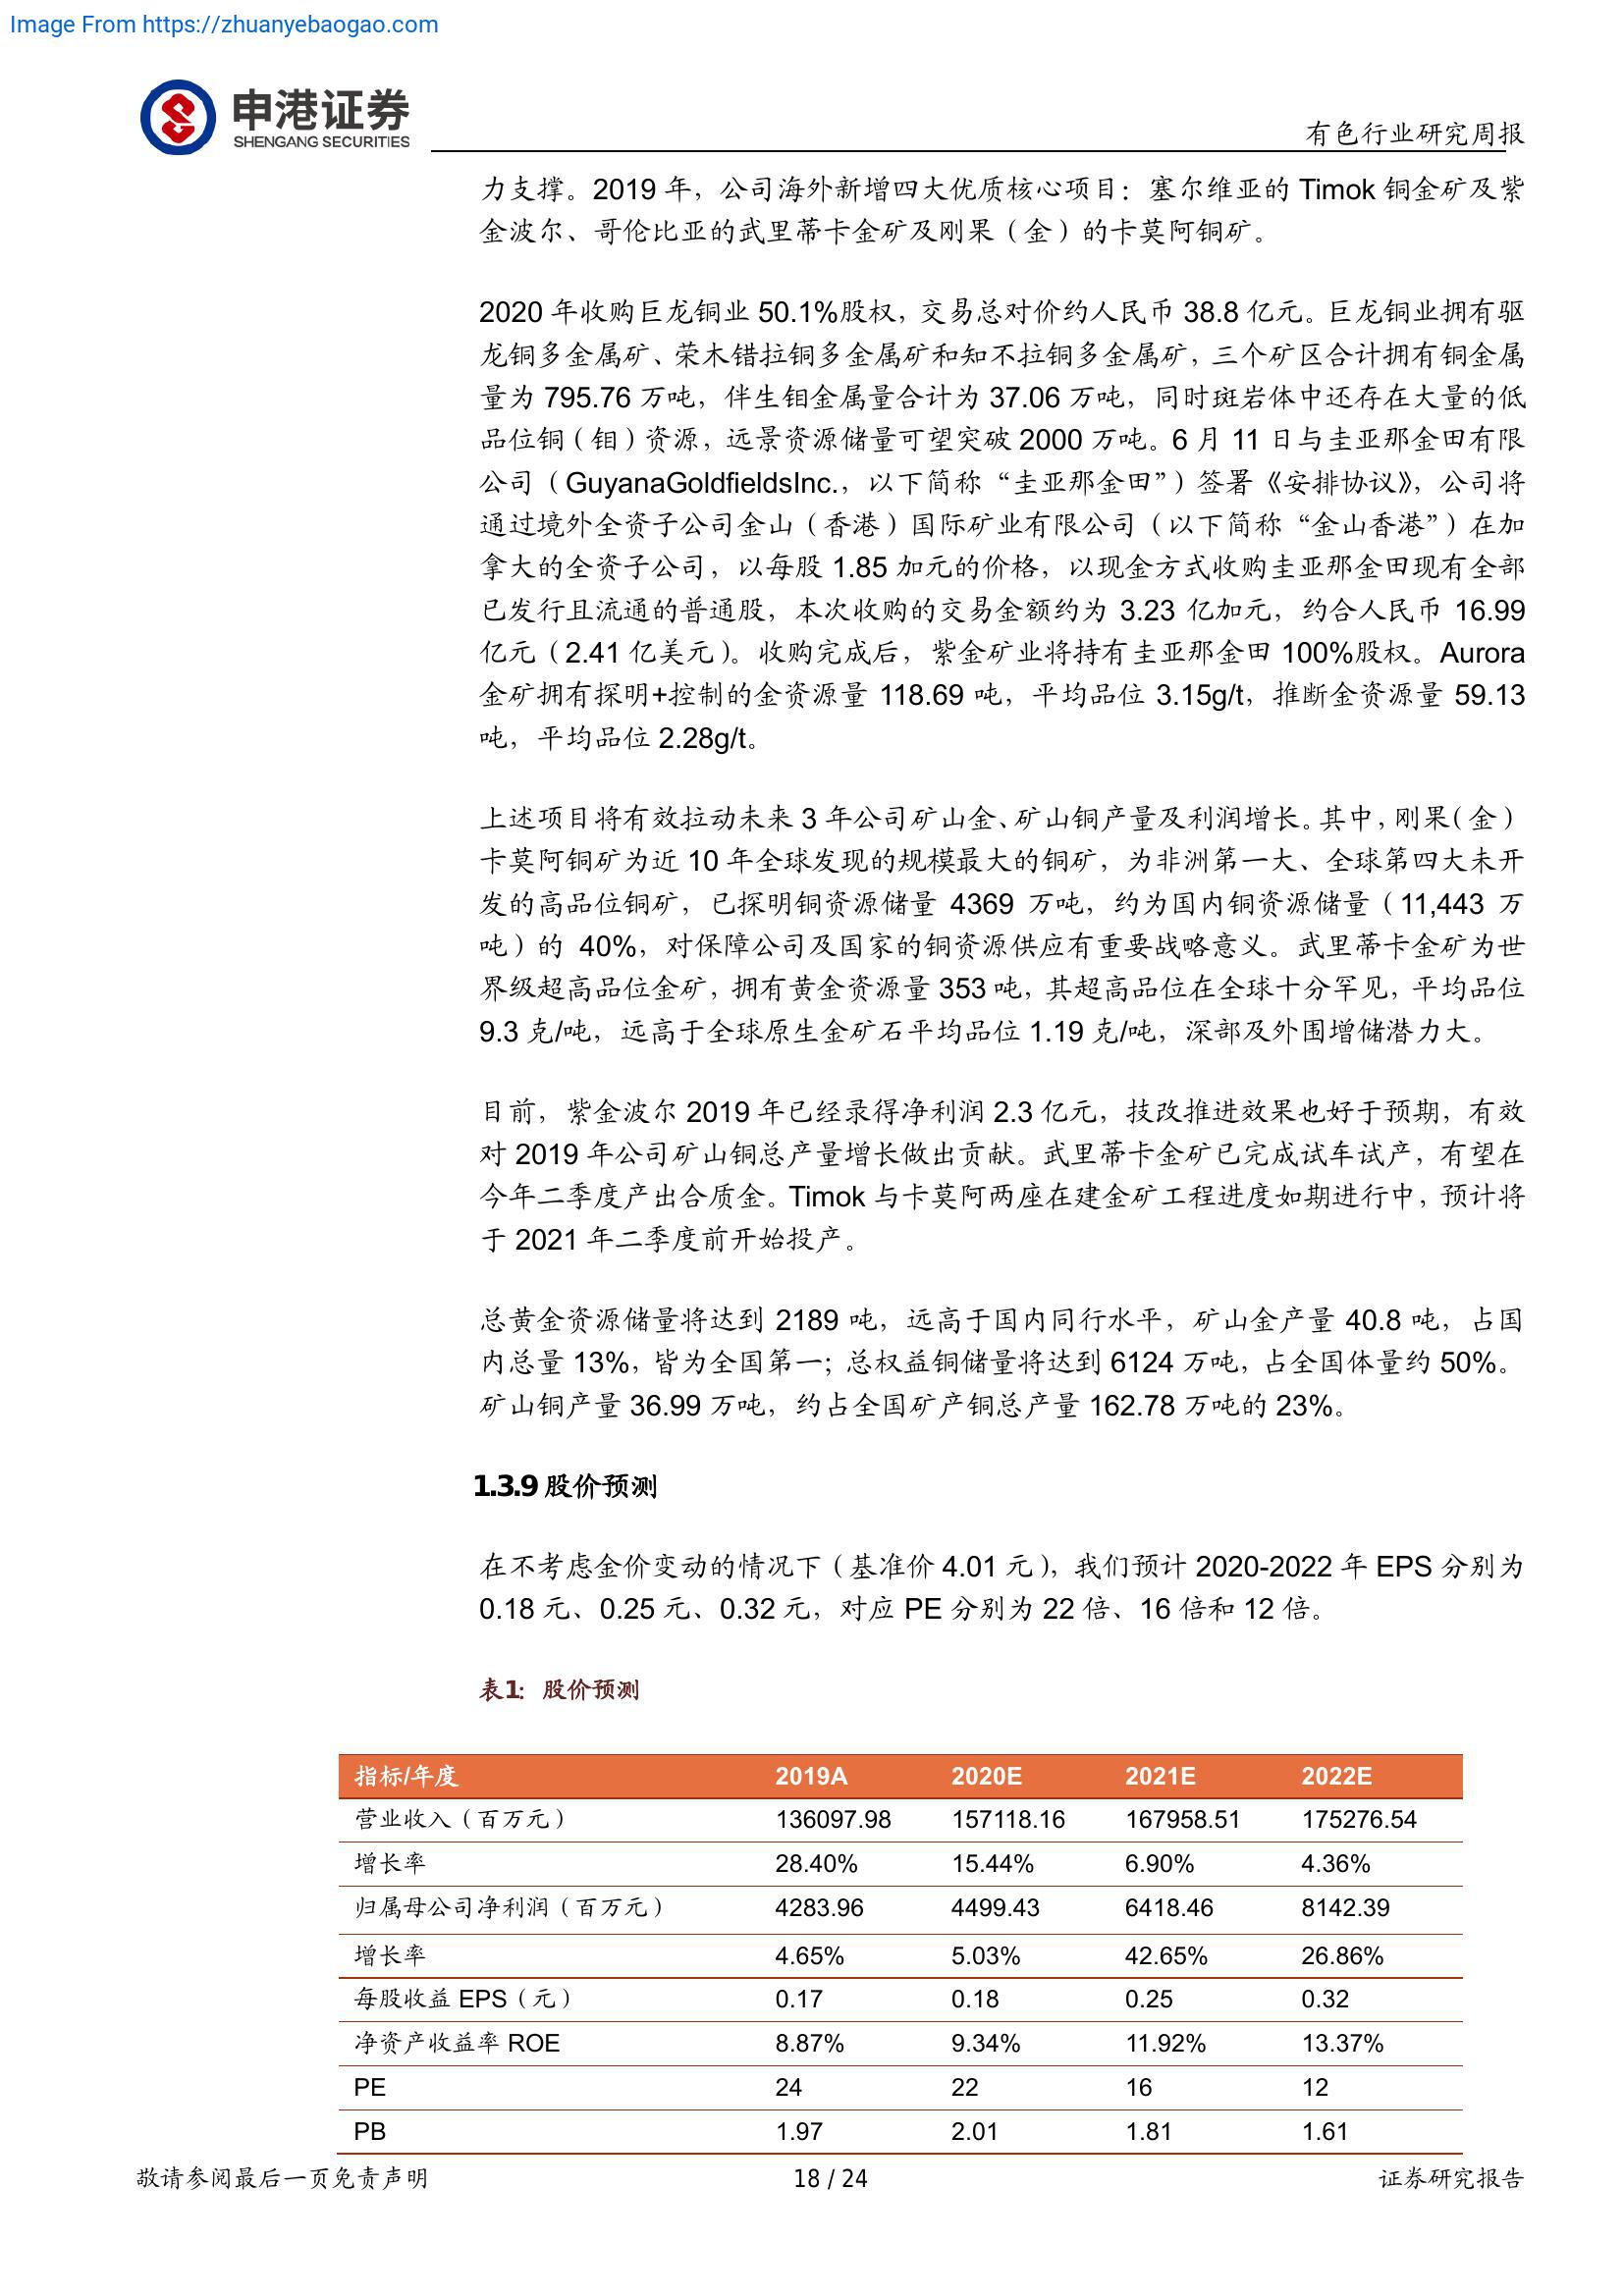 Image From https://zhuanyebaogao.com
申港证券
SHENGANG SECURITIES
有色行业研究周报
力支撑。2019 年，公司海外新增四大优质核心项目：塞尔维亚的 Timok 铜金矿及紫
金波尔、哥伦比亚的武里蒂卡金矿及刚果（金）的卡莫阿铜矿。
2020 年收购巨龙铜业 50.1%股权，交易总对价约人民币 38.8 亿元。巨龙铜业拥有驱
龙铜多金属矿、荣木错拉铜多金属矿和知不拉铜多金属矿，三个矿区合计拥有铜金属
量为 795.76 万吨，伴生钼金属量合计为 37.06 万吨，同时斑岩体中还存在大量的低
品位铜（钼）资源，远景资源储量可望突破 2000 万吨。6 月 11 日与圭亚那金田有限
公司（GuyanaGoldfieldsInc.，以下简称“圭亚那金田”）签署《安排协议》，公司将
通过境外全资子公司金山（香港）国际矿业有限公司（以下简称“金山香港”）在加
拿大的全资子公司，以每股 1.85 加元的价格，以现金方式收购圭亚那金田现有全部
已发行且流通的普通股，本次收购的交易金额约为 3.23 亿加元，约合人民币 16.99
亿元（2.41 亿美元）。收购完成后，紫金矿业将持有圭亚那金田 100%股权。Aurora
金矿拥有探明+控制的金资源量 118.69 吨，平均品位 3.15g/t，推断金资源量 59.13
吨，平均品位 2.28g/t。
上述项目将有效拉动未来 3 年公司矿山金、矿山铜产量及利润增长。其中，刚果（金）
卡莫阿铜矿为近 10 年全球发现的规模最大的铜矿，为非洲第一大、全球第四大未开
发的高品位铜矿，已探明铜资源储量 4369 万吨，约为国内铜资源储量（11,443 万
吨）的 40%，对保障公司及国家的铜资源供应有重要战略意义。武里蒂卡金矿为世
界级超高品位金矿，拥有黄金资源量 353 吨，其超高品位在全球十分罕见，平均品位
9.3 克/吨，远高于全球原生金矿石平均品位 1.19 克/吨，深部及外围增储潜力大。
目前，紫金波尔 2019 年已经录得净利润 2.3 亿元，技改推进效果也好于预期，有效
对 2019 年公司矿山铜总产量增长做出贡献。武里蒂卡金矿已完成试车试产，有望在
今年二季度产出合质金。Timok 与卡莫阿两座在建金矿工程进度如期进行中，预计将
于 2021 年二季度前开始投产。
总黄金资源储量将达到 2189 吨，远高于国内同行水平，矿山金产量 40.8 吨，占国
内总量 13%，皆为全国第一；总权益铜储量将达到 6124 万吨，占全国体量约 50%。
矿山铜产量 36.99 万吨，约占全国矿产铜总产量 162.78 万吨的 23%。
1.3.9 股价预测
在不考虑金价变动的情况下（基准价 4.01 元），我们预计 2020-2022 年 EPS 分别为
0.18 元、0.25 元、0.32 元，对应 PE 分别为 22 倍、16 倍和 12 倍。
表1：股价预测
指标/年度 2019A 2020E 2021E 2022E
营业收入（百万元） 136097.98 157118.16 167958.51 175276.54
增长率 28.40% 15.44% 6.90% 4.36%
归属母公司净利润（百万元） 4283.96 4499.43 6418.46 8142.39
增长率 4.65% 5.03% 42.65% 26.86%
每股收益 EPS（元） 0.17 0.18 0.25 0.32
净资产收益率 ROE 8.87% 9.34% 11.92% 13.37%
PE 24 22 16 12
PB 1.97 2.01 1.81 1.61
敬请参阅最后一页免责声明 18 / 24 证券研究报告